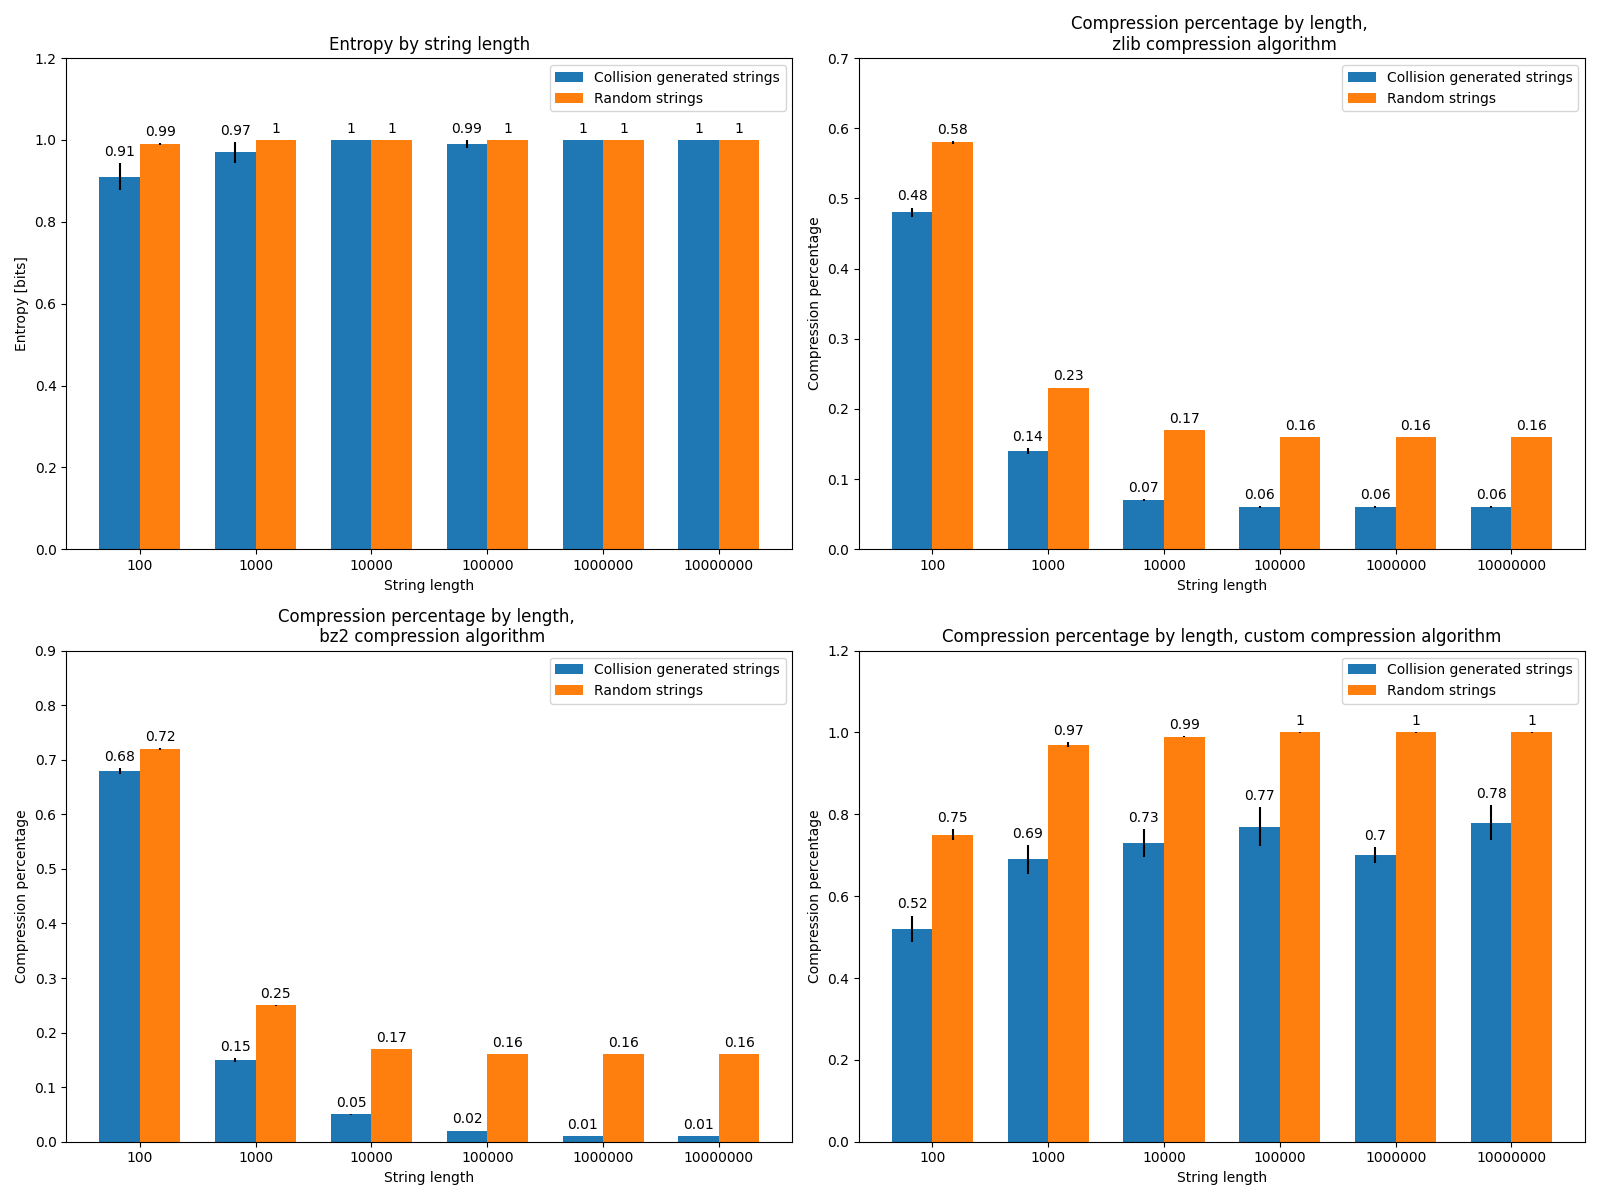 Entropy by string length
1.2
1.0
0.8
0.6
0.4
0.2
0.0
Entropy [bits]
Collision generated strings
Random strings
0.91 0.99 0.97 1 1 1 0.99 1 1 1 1 1
100 1000 10000 100000 1000000 10000000
String length
Compression percentage by length,
zlib compression algorithm
0.7
0.6
0.5
0.4
0.3
0.2
0.1
0.0
Compression percentage
Collision generated strings
Random strings
0.48 0.58 0.14 0.23 0.07 0.17 0.06 0.16 0.06 0.16 0.06 0.16
100 1000 10000 100000 1000000 10000000
String length
Compression percentage by length,
bz2 compression algorithm
0.9
0.8
0.7
0.6
0.5
0.4
0.3
0.2
0.1
0.0
Compression percentage
Collision generated strings
Random strings
0.68 0.72 0.15 0.25 0.05 0.17 0.02 0.16 0.01 0.16 0.01 0.16
100 1000 10000 100000 1000000 10000000
String length
Compression percentage by length, custom compression algorithm
1.2
1.0
0.8
0.6
0.4
0.2
0.0
Compression percentage
Collision generated strings
Random strings
0.52 0.75 0.69 0.97 0.73 0.99 0.77 1 0.7 1 0.78 1
100 1000 10000 100000 1000000 10000000
String length